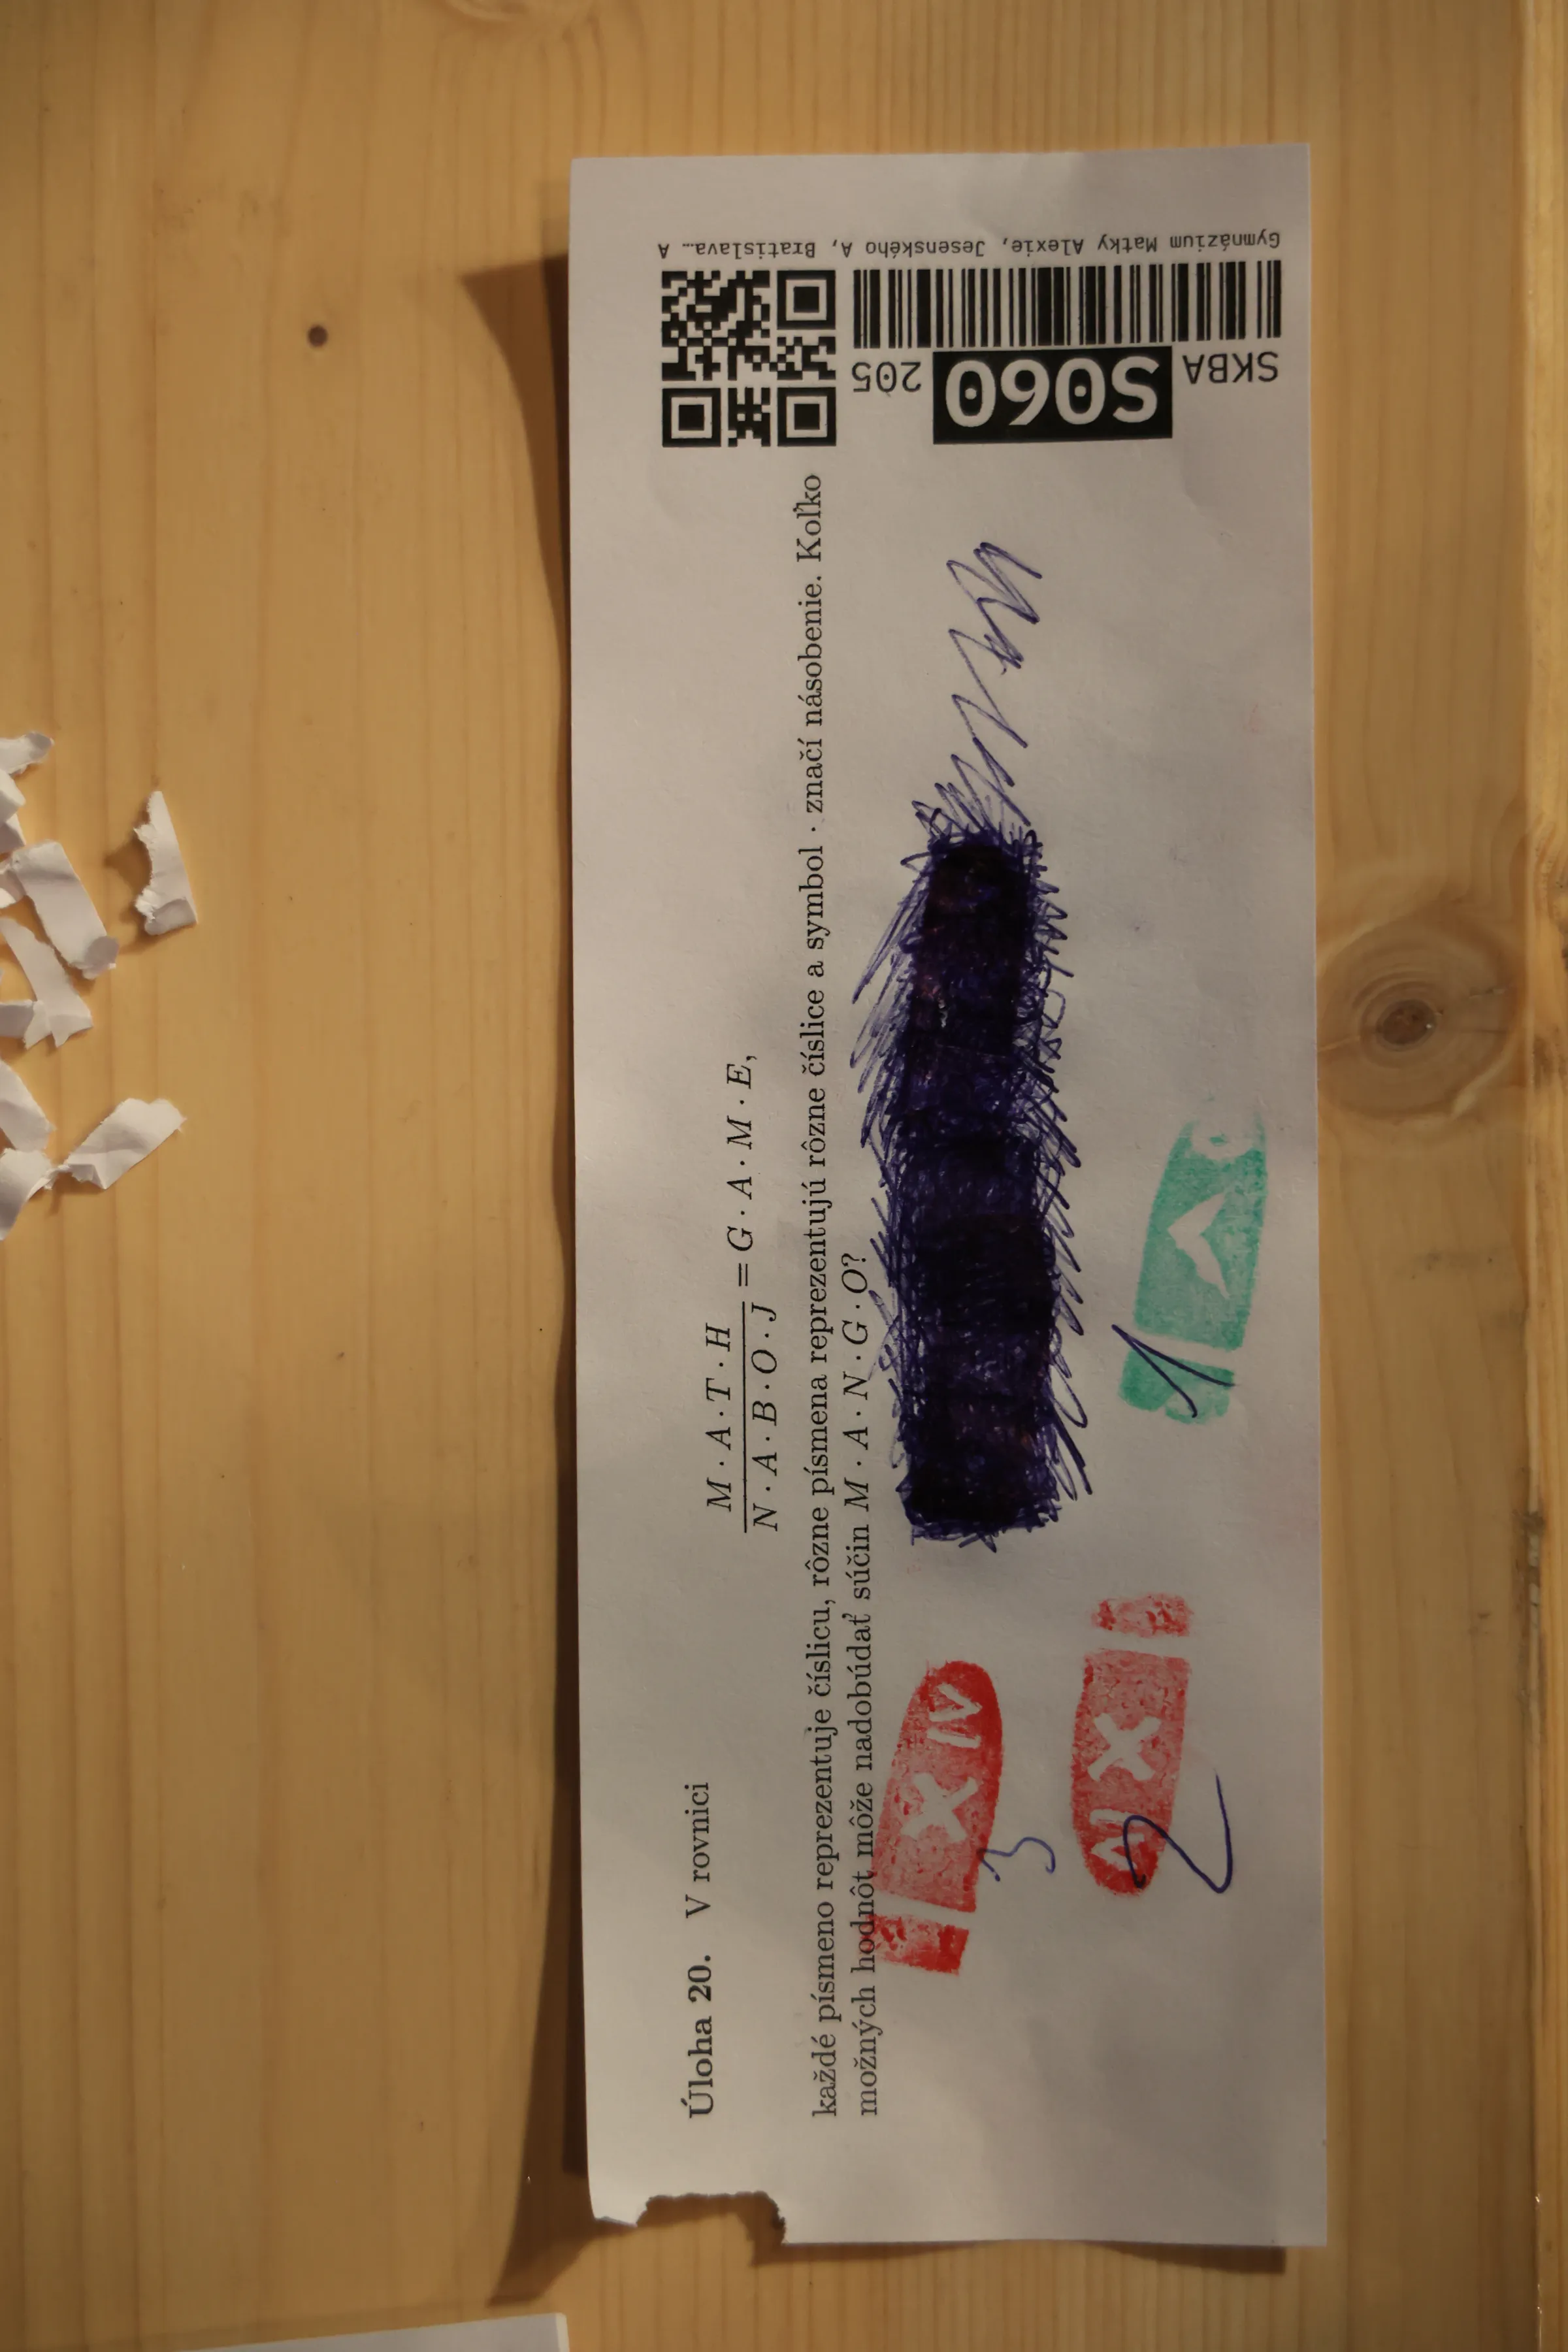 Úloha 20. V rovnici
M · A · T · H
N · A · B · O · J
= G · A · M · E,
každé písmeno reprezentuje číslicu, rôzne písmena reprezentujú rôzne číslice a symbol · značí násobenie. Koľko
možných hodnôt môže nadobúdať súčin M · A · N · G · O?
SKBA S060 205
Gymnázium Matky Alexie, Jesenského A, Bratislava… A
3
2
1